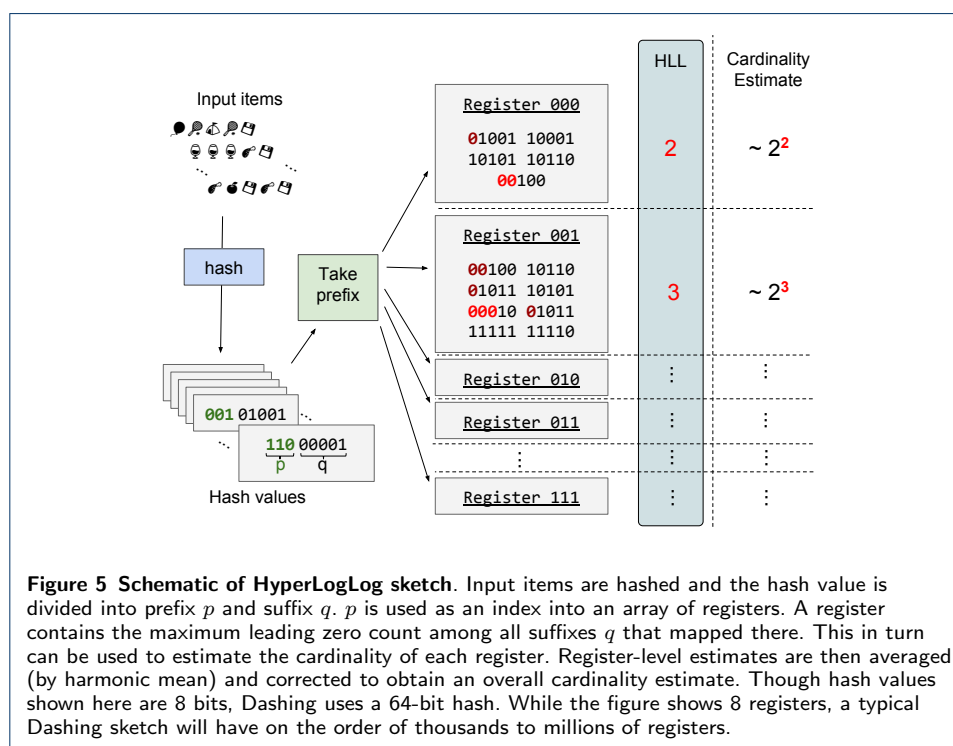 Input items
hash
001 01001
110 00001
p q
Hash values
Take
prefix
Register 000
01001 10001
10101 10110
00100
Register 001
00100 10110
01011 10101
00010 01011
11111 11110
Register 010
Register 011
Register 111
HLL
2
3
Cardinality
Estimate
~ 2²
~ 2³
Figure 5 Schematic of HyperLogLog sketch. Input items are hashed and the hash value is
divided into prefix p and suffix q. p is used as an index into an array of registers. A register
contains the maximum leading zero count among all suffixes q that mapped there. This in turn
can be used to estimate the cardinality of each register. Register-level estimates are then averaged
(by harmonic mean) and corrected to obtain an overall cardinality estimate. Though hash values
shown here are 8 bits, Dashing uses a 64-bit hash. While the figure shows 8 registers, a typical
Dashing sketch will have on the order of thousands to millions of registers.